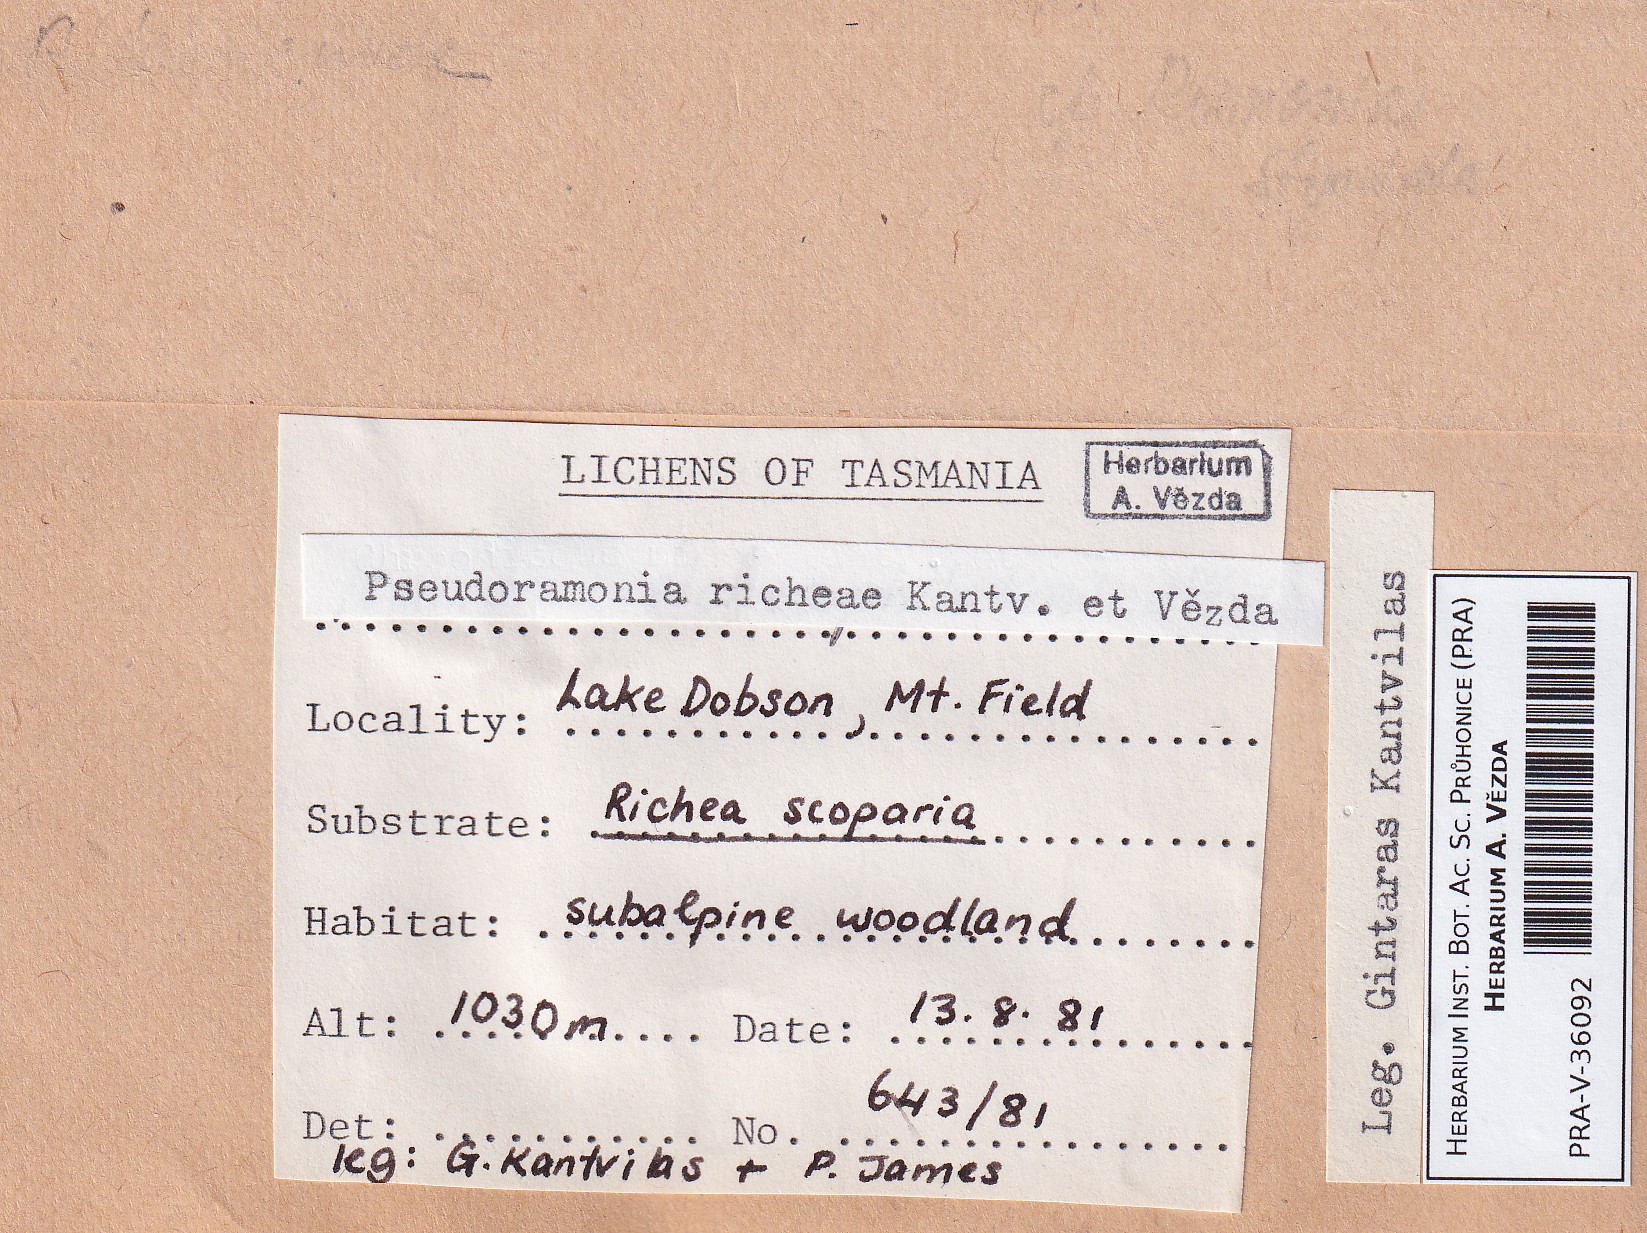 LICHENS OF TASMANIA
Herbarium
A. Vězda
Pseudoramonia richeae Kantv. et Vězda
Locality: Lake Dobson, Mt. Field
Substrate: Richea scoparia
Habitat: subalpine woodland
Alt: 1030m Date: 13.8.81
Det: No. 643/81
leg: G. Kantvilas + P. James
Leg. Gintaras Kantvilas
HERBARIUM INST. BOT. AC. SC. PRŮHONICE (PRA)
HERBARIUM A. VĚZDA
PRA-V-36092